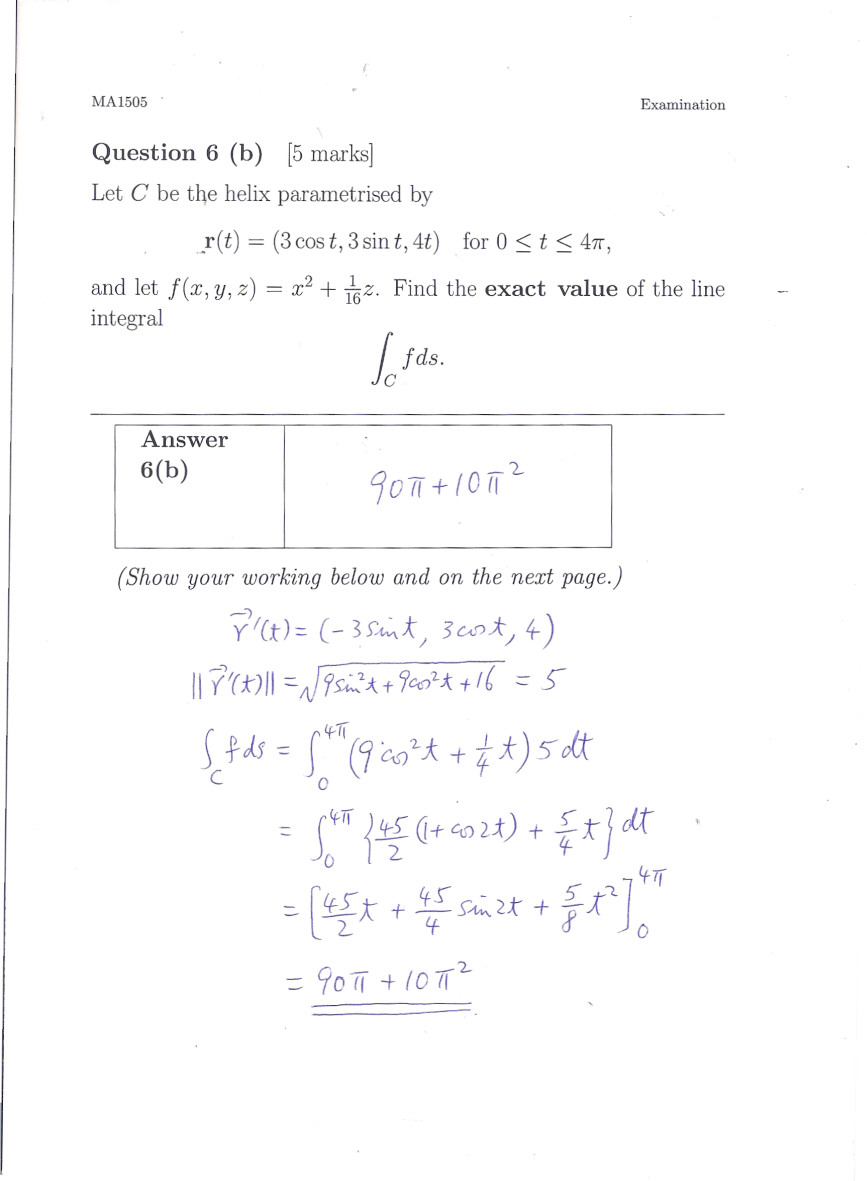 MA1505 Examination
Question 6 (b) [5 marks]
Let C be the helix parametrised by
r(t) = (3 cos t, 3 sin t, 4t) for 0 ≤ t ≤ 4π,
and let f(x, y, z) = x² + 1/16 z. Find the exact value of the line
integral
∫_C f ds.
Answer
6(b)
90π + 10π²
(Show your working below and on the next page.)
r⃗'(t) = (-3 sin t, 3 cos t, 4)
||r⃗'(t)|| = √(9sin²t + 9cos²t + 16) = 5
∫_C f ds = ∫_0^{4π} (9 cos²t + 1/4 t) 5 dt
= ∫_0^{4π} {45/2 (1 + cos 2t) + 5/4 t} dt
= [45/2 t + 45/4 sin 2t + 5/8 t²]_0^{4π}
= 90π + 10π²